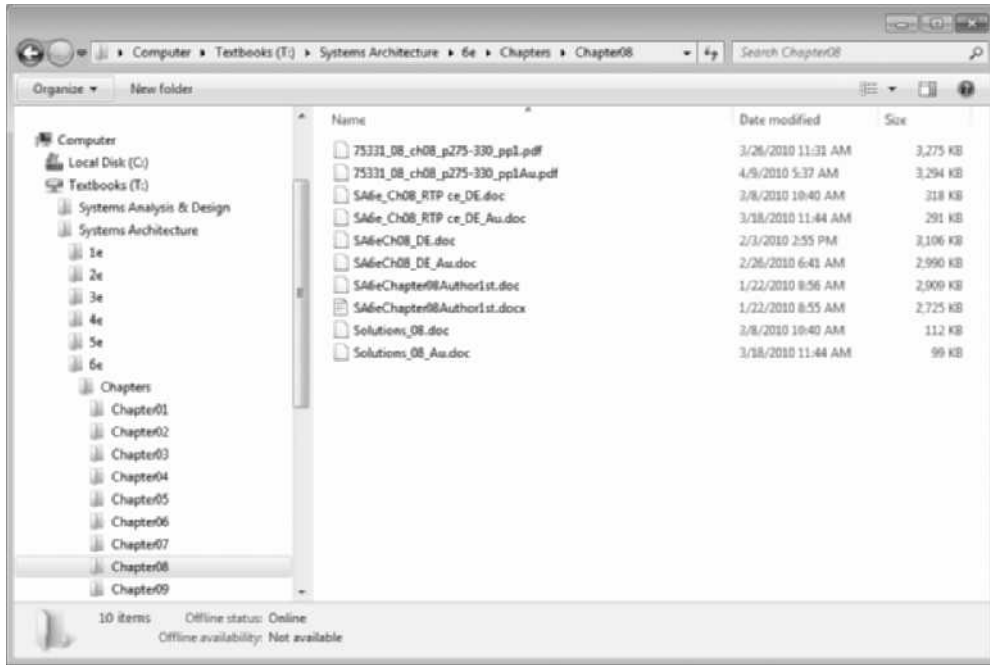 Computer ▸ Textbooks (T:) ▸ Systems Architecture ▸ 6e ▸ Chapters ▸ Chapter08 Search Chapter08
Organize New folder
Name Date modified Size
Computer
Local Disk (C:)
Textbooks (T:)
Systems Analysis & Design
Systems Architecture
1e
2e
3e
4e
5e
6e
Chapters
Chapter01
Chapter02
Chapter03
Chapter04
Chapter05
Chapter06
Chapter07
Chapter08
Chapter09
75331_08_ch08_p275-330_pp1.pdf 3/26/2010 11:31 AM 3,275 KB
75331_08_ch08_p275-330_pp1Au.pdf 4/9/2010 5:37 AM 3,294 KB
SA6e_Ch08_RTP ce_DE.doc 3/8/2010 10:40 AM 318 KB
SA6e_Ch08_RTP ce_DE_Au.doc 3/18/2010 11:44 AM 291 KB
SA6eCh08_DE.doc 2/3/2010 2:55 PM 3,106 KB
SA6eCh08_DE_Au.doc 2/26/2010 6:41 AM 2,990 KB
SA6eChapter08Author1st.doc 1/22/2010 8:56 AM 2,909 KB
SA6eChapter08Author1st.docx 1/22/2010 8:55 AM 2,725 KB
Solutions_08.doc 3/8/2010 10:40 AM 112 KB
Solutions_08_Au.doc 3/18/2010 11:44 AM 99 KB
10 items Offline status: Online
Offline availability: Not available